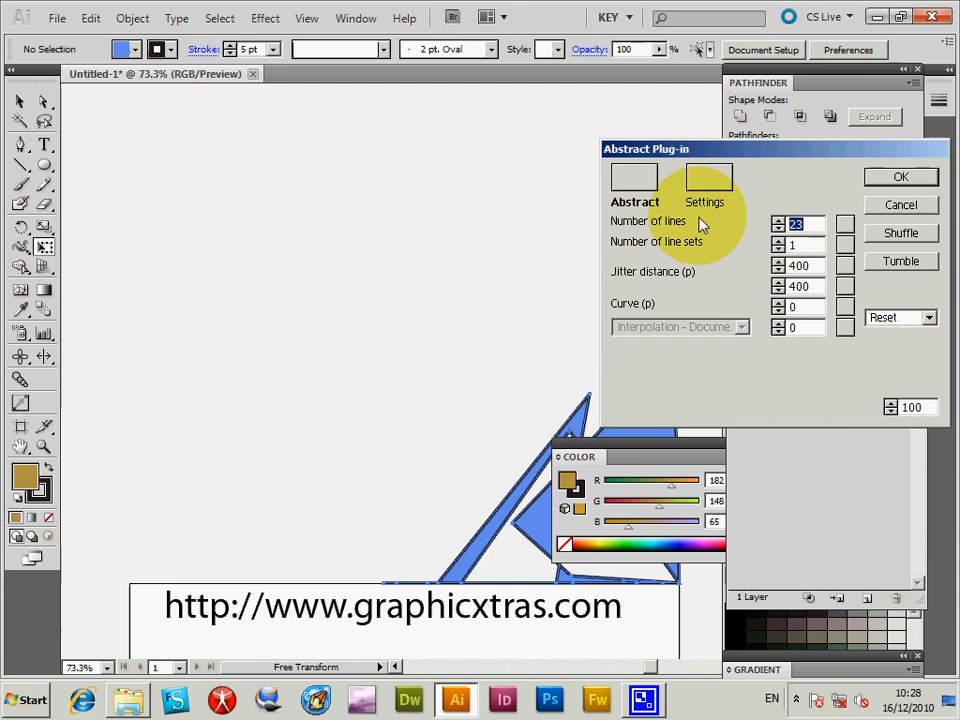 Ai File Edit Object Type Select Effect View Window Help Br KEY CS Live
No Selection Stroke: 5 pt 2 pt. Oval Style: Opacity: 100 % Document Setup Preferences
Untitled-1* @ 73.3% (RGB/Preview)
PATHFINDER
Shape Modes:
Expand
Pathfinders:
Abstract Plug-in
OK
Abstract Settings Cancel
Number of lines 23
Shuffle
Number of line sets 1
Jitter distance (p) 400
Tumble
400
Curve (p) 0
Reset
Interpolation - Docume. 0
100
COLOR
R 182
G 148
B 65
http://www.graphicxtras.com
1 Layer
73.3% 1 Free Transform
GRADIENT
Start Dw Ai Id Ps Fw EN 10:28
16/12/2010